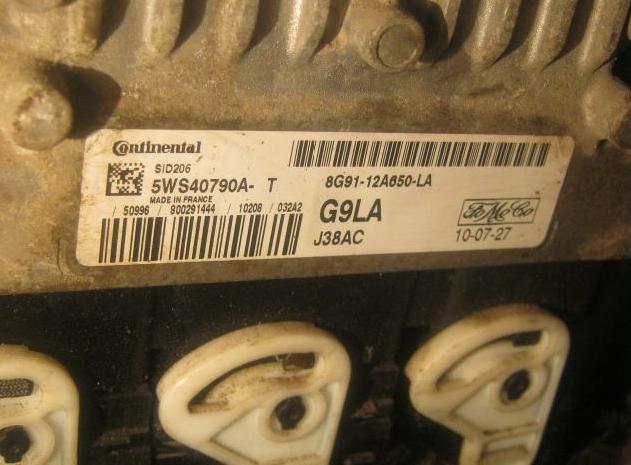 Continental
SID206
5WS40790A- T
MADE IN FRANCE
/ 50996 / 800291444 / 10208 / 032A2
8G91-12A650-LA
G9LA
J38AC
FoMoCo
10-07-27